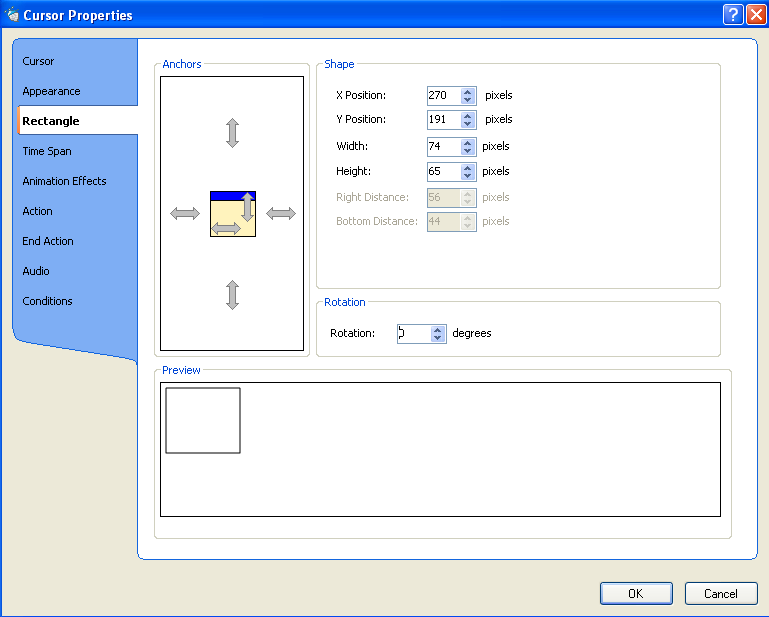 Cursor Properties
Cursor
Appearance
Rectangle
Time Span
Animation Effects
Action
End Action
Audio
Conditions
Anchors
Shape
X Position: 270 pixels
Y Position: 191 pixels
Width: 74 pixels
Height: 65 pixels
Right Distance: 56 pixels
Bottom Distance: 44 pixels
Rotation
Rotation: 0 degrees
Preview
OK Cancel